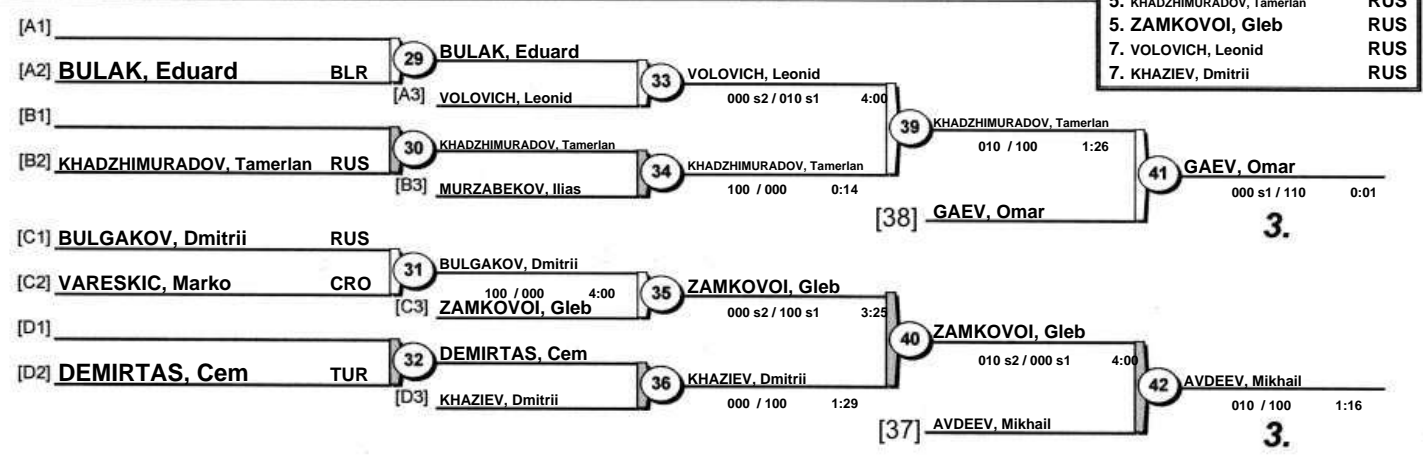 5. KHADZHIMURADOV, Tamerlan RUS
5. ZAMKOVOI, Gleb RUS
7. VOLOVICH, Leonid RUS
7. KHAZIEV, Dmitrii RUS
[A1]
[A2] BULAK, Eduard BLR
29
BULAK, Eduard
[A3] VOLOVICH, Leonid
33
VOLOVICH, Leonid
000 s2 / 010 s1 4:00
[B1]
[B2] KHADZHIMURADOV, Tamerlan RUS
30
KHADZHIMURADOV, Tamerlan
[B3] MURZABEKOV, Ilias
34
KHADZHIMURADOV, Tamerlan
100 / 000 0:14
39
KHADZHIMURADOV, Tamerlan
010 / 100 1:26
[38] GAEV, Omar
41
GAEV, Omar
000 s1 / 110 0:01
3.
[C1] BULGAKOV, Dmitrii RUS
[C2] VARESKIC, Marko CRO
31
BULGAKOV, Dmitrii
100 / 000 4:00
[C3] ZAMKOVOI, Gleb
35
ZAMKOVOI, Gleb
000 s2 / 100 s1 3:25
[D1]
[D2] DEMIRTAS, Cem TUR
32
DEMIRTAS, Cem
[D3] KHAZIEV, Dmitrii
36
KHAZIEV, Dmitrii
000 / 100 1:29
40
ZAMKOVOI, Gleb
010 s2 / 000 s1 4:00
[37] AVDEEV, Mikhail
42
AVDEEV, Mikhail
010 / 100 1:16
3.